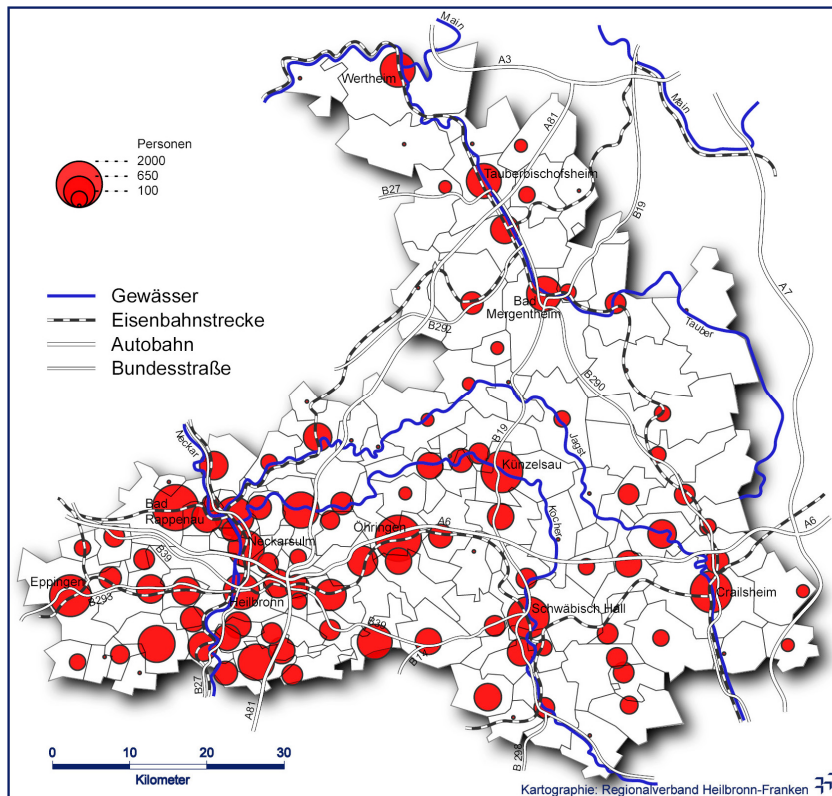 Main
A3
Wertheim
Main
A81
Personen
2000
650
100
Tauberbischofsheim
B27
B19
Gewässer
Eisenbahnstrecke
Autobahn
Bundesstraße
A7
Bad
Mergentheim
Tauber
B292
B290
Neckar
B19
Jagst
Künzelsau
Bad
Rappenau
Kocher
Öhringen
A6
A6
Neckarsulm
B39
Eppingen
B293
Heilbronn
Crailsheim
Schwäbisch Hall
B39
B14
B27
A81
B298
0 10 20 30
Kilometer
Kartographie: Regionalverband Heilbronn-Franken